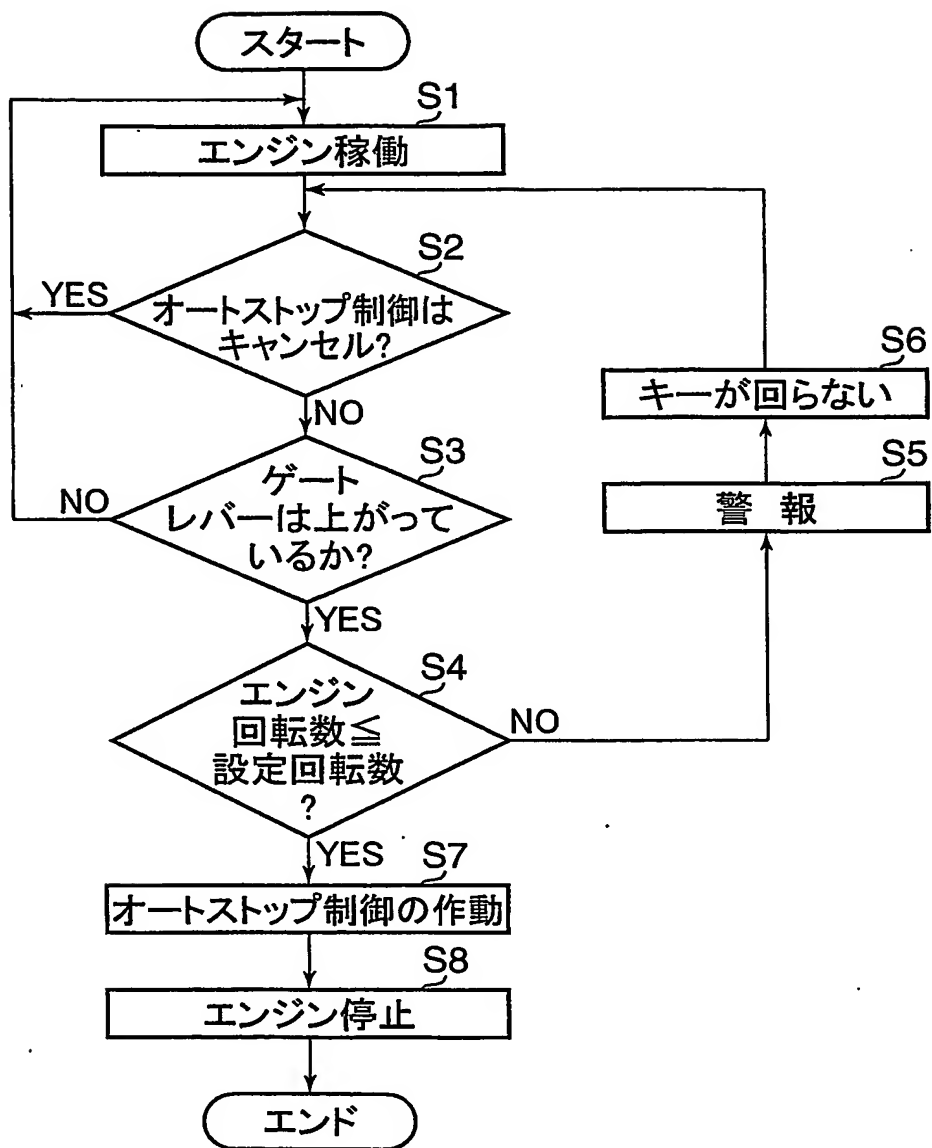 スタート
S1
エンジン稼働
S2
YES
オートストップ制御は
キャンセル?
NO
S3
NO
ゲート
レバーは上がって
いるか?
YES
S4
エンジン
回転数≦
設定回転数
?
NO
S6
キーが回らない
S5
警 報
YES
S7
オートストップ制御の作動
S8
エンジン停止
エンド